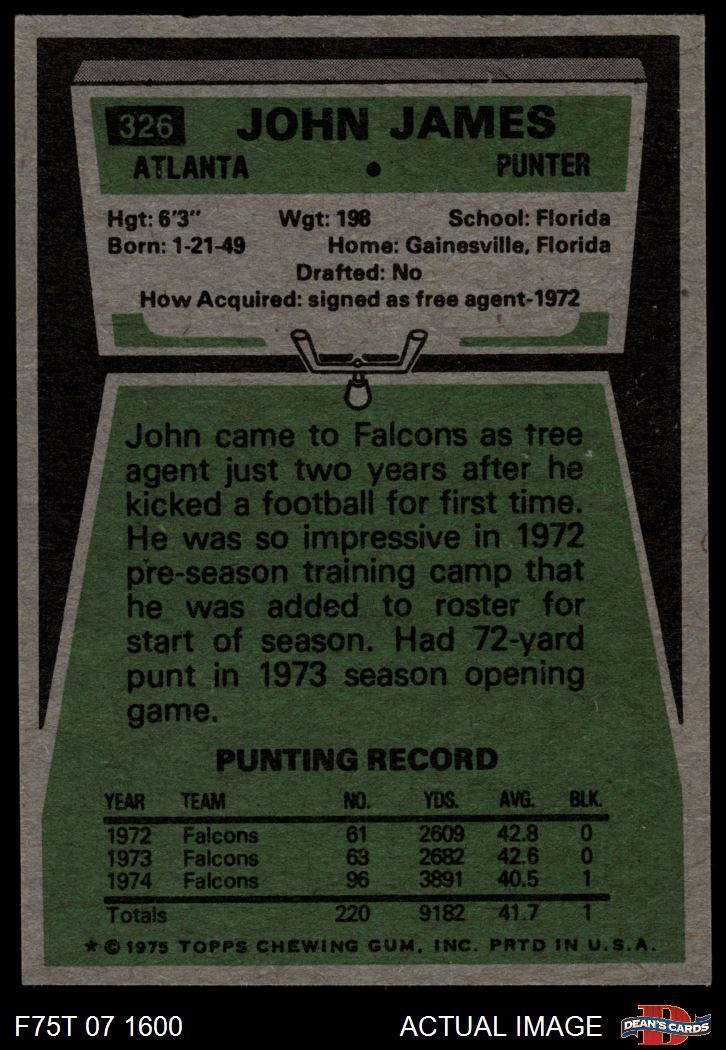 326 JOHN JAMES
ATLANTA • PUNTER
Hgt: 6'3" Wgt: 198 School: Florida
Born: 1-21-49 Home: Gainesville, Florida
Drafted: No
How Acquired: signed as free agent-1972
John came to Falcons as free
agent just two years after he
kicked a football for first time.
He was so impressive in 1972
pre-season training camp that
he was added to roster for
start of season. Had 72-yard
punt in 1973 season opening
game.
PUNTING RECORD
YEAR TEAM NO. YDS. AVG. BLK.
1972 Falcons 61 2609 42.8 0
1973 Falcons 63 2682 42.6 0
1974 Falcons 96 3891 40.5 1
Totals 220 9182 41.7 1
* © 1975 TOPPS CHEWING GUM, INC. PRTD IN U.S.A.
F75T 07 1600 ACTUAL IMAGE D DEAN'S CARDS